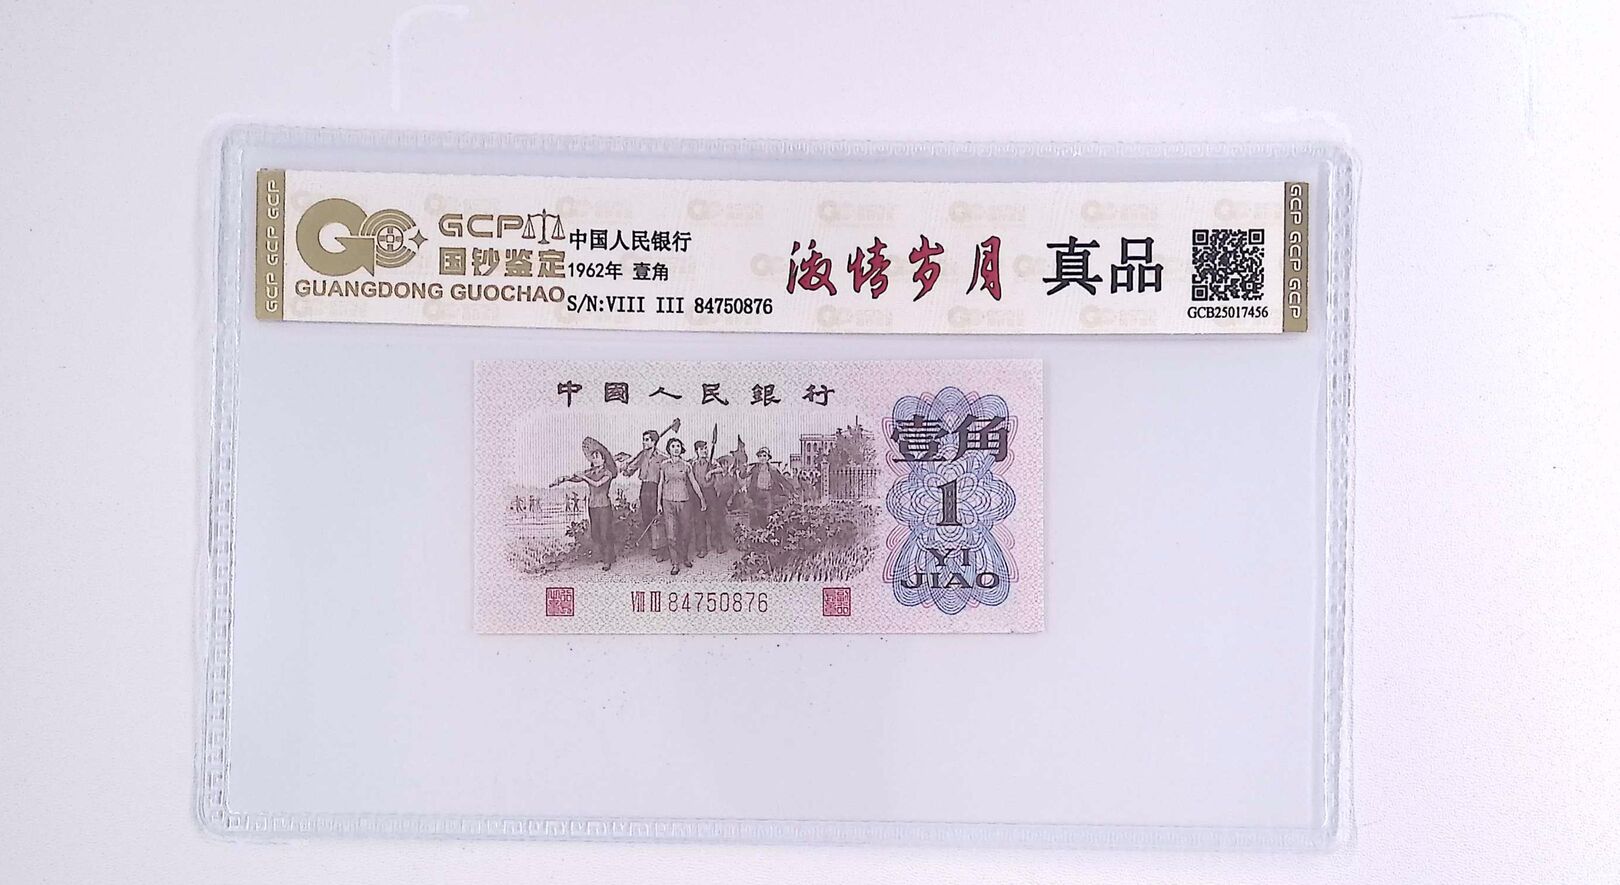 GCP
国钞鉴定
GUANGDONG GUOCHAO
中国人民银行
1962年 壹角
S/N:VIII III 84750876
激情岁月 真品
GCB25017456
GCP GCP GCP
GCP GCP GCP
中國人民銀行
壹角
1
YI
JIAO
VIII III 84750876